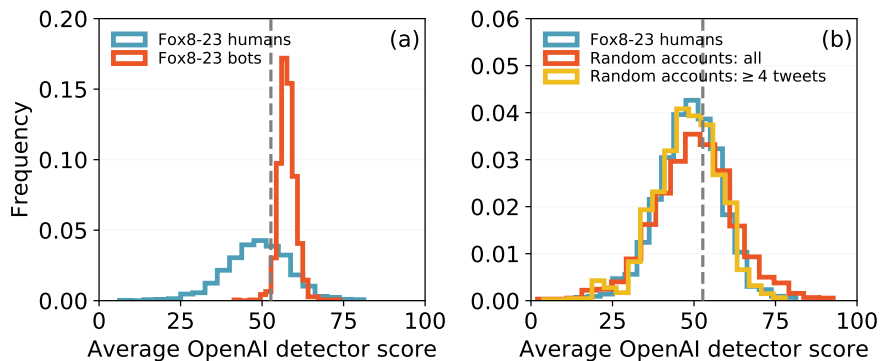 (a)
Fox8-23 humans
Fox8-23 bots
Frequency
0.20
0.15
0.10
0.05
0.00
0 25 50 75 100
Average OpenAI detector score
(b)
Fox8-23 humans
Random accounts: all
Random accounts: ≥ 4 tweets
0.06
0.05
0.04
0.03
0.02
0.01
0.00
0 25 50 75 100
Average OpenAI detector score